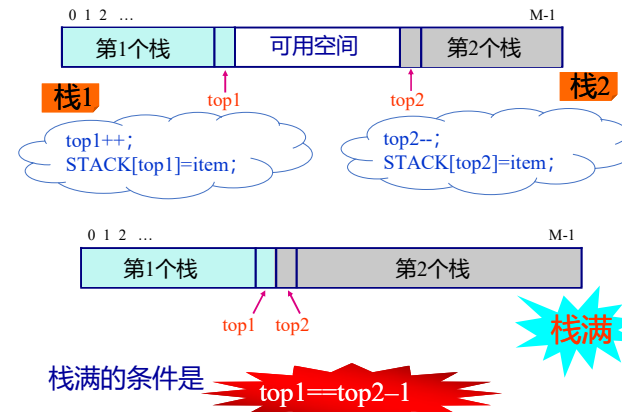 0 1 2 … M-1
第1个栈 可用空间 第2个栈
栈1 top1 top2 栈2
top1++；
STACK[top1]=item；
top2--；
STACK[top2]=item；
0 1 2 … M-1
第1个栈 第2个栈
top1 top2
栈满
栈满的条件是 top1==top2–1